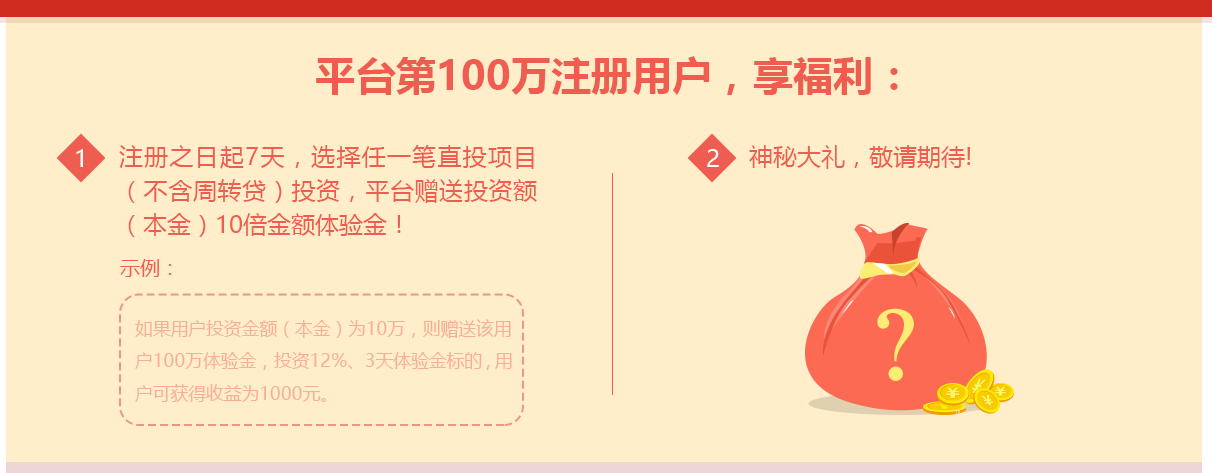 平台第100万注册用户，享福利：
1
注册之日起7天，选择任一笔直投项目
（不含周转贷）投资，平台赠送投资额
（本金）10倍金额体验金！
示例：
如果用户投资金额（本金）为10万，则赠送该用
户100万体验金，投资12%、3天体验金标的，用
户可获得收益为1000元。
2
神秘大礼，敬请期待!
?
¥
¥
¥
¥